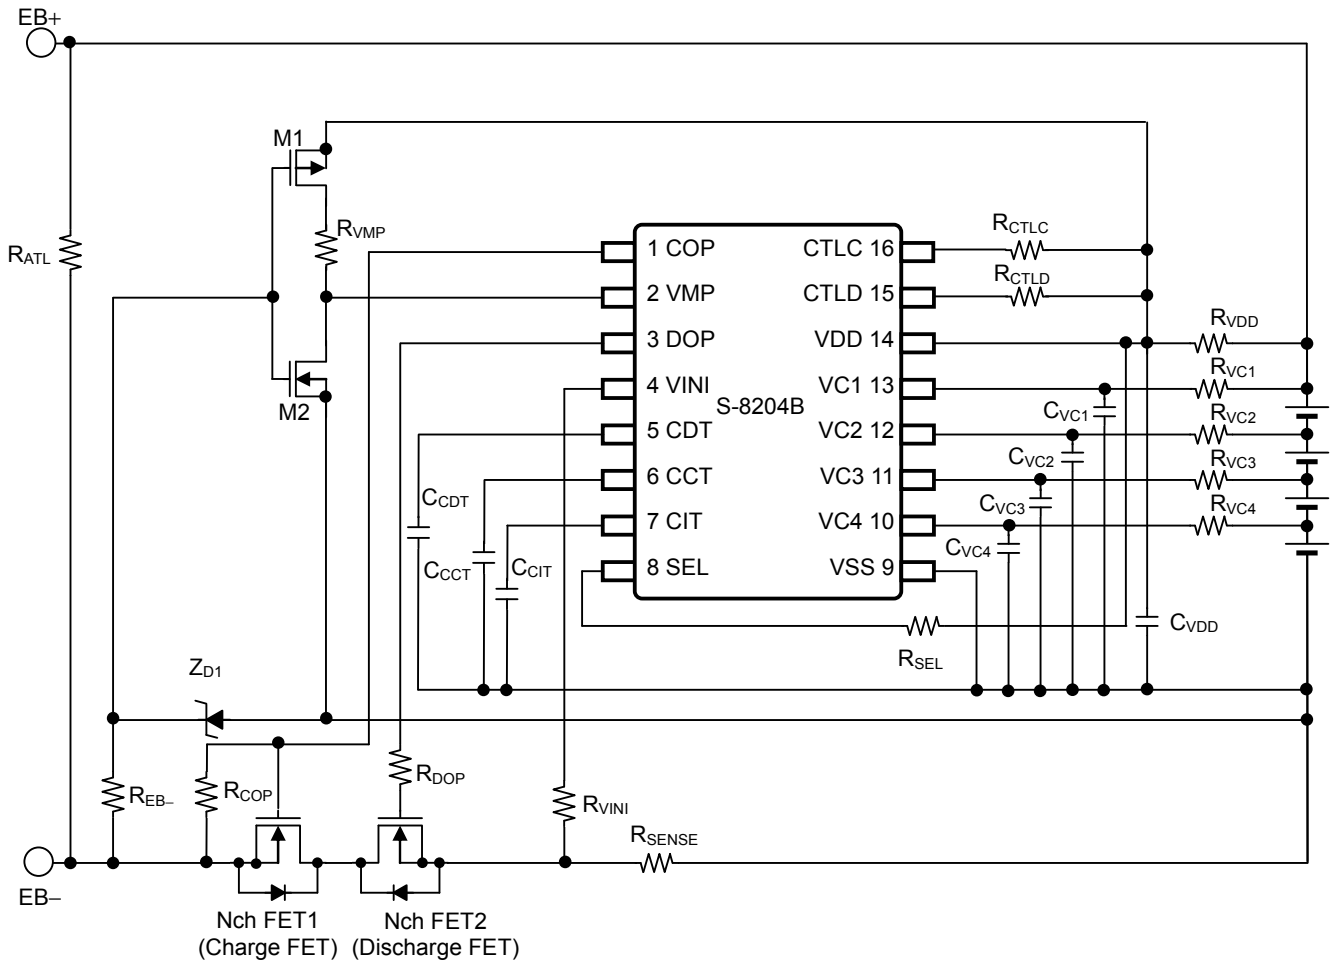 EB+
M1
RVMP
RATL
M2
1 COP
2 VMP
3 DOP
4 VINI
5 CDT
6 CCT
7 CIT
8 SEL
S-8204B
CTLC 16
CTLD 15
VDD 14
VC1 13
VC2 12
VC3 11
VC4 10
VSS 9
RCTLC
RCTLD
RVDD
RVC1
RVC2
RVC3
RVC4
CVC1
CVC2
CVC3
CVC4
CVDD
RSEL
CCDT
CCCT
CCIT
ZD1
REB–
RCOP
RDOP
RVINI
RSENSE
EB–
Nch FET1
(Charge FET)
Nch FET2
(Discharge FET)